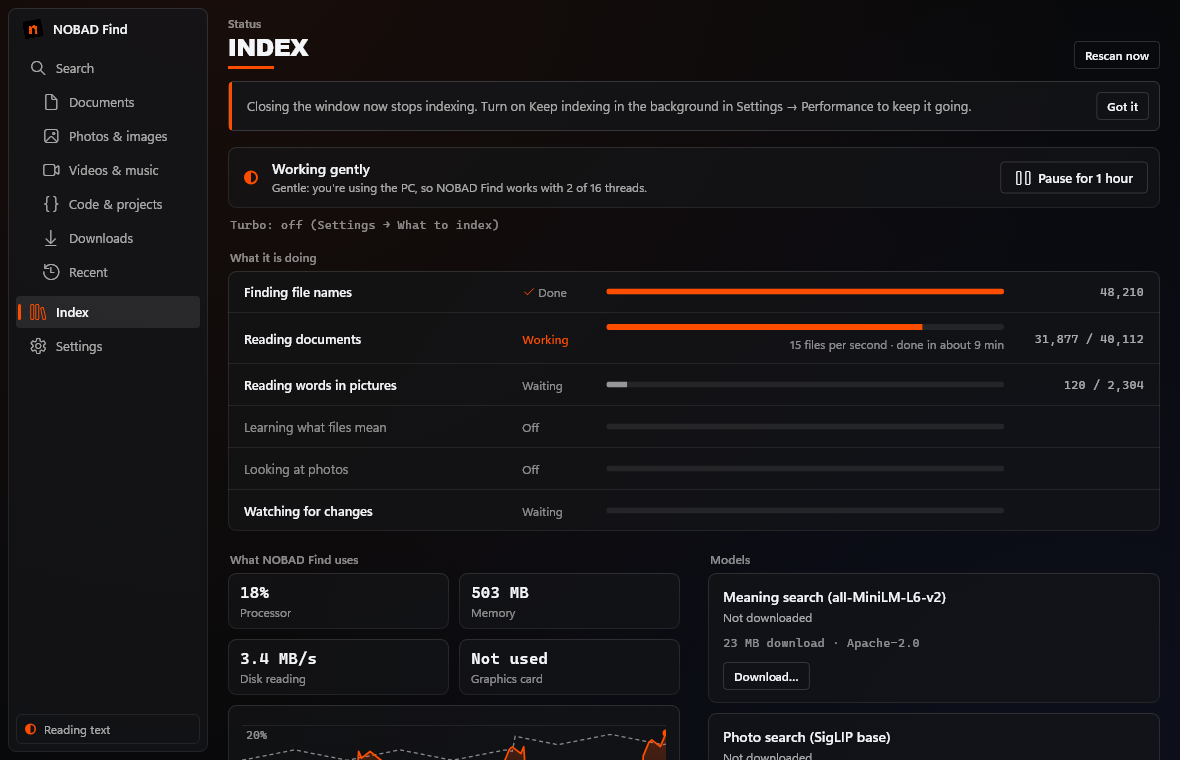 n NOBAD Find
Search
Documents
Photos & images
Videos & music
Code & projects
Downloads
Recent
Index
Settings
Reading text
Status
INDEX
Rescan now
Closing the window now stops indexing. Turn on Keep indexing in the background in Settings → Performance to keep it going.
Got it
Working gently
Gentle: you're using the PC, so NOBAD Find works with 2 of 16 threads.
Pause for 1 hour
Turbo: off (Settings → What to index)
What it is doing
Finding file names Done 48,210
Reading documents Working 31,877 / 40,112
15 files per second · done in about 9 min
Reading words in pictures Waiting 120 / 2,304
Learning what files mean Off
Looking at photos Off
Watching for changes Waiting
What NOBAD Find uses
18%
Processor
503 MB
Memory
3.4 MB/s
Disk reading
Not used
Graphics card
20%
Models
Meaning search (all-MiniLM-L6-v2)
Not downloaded
23 MB download · Apache-2.0
Download...
Photo search (SigLIP base)
Not downloaded